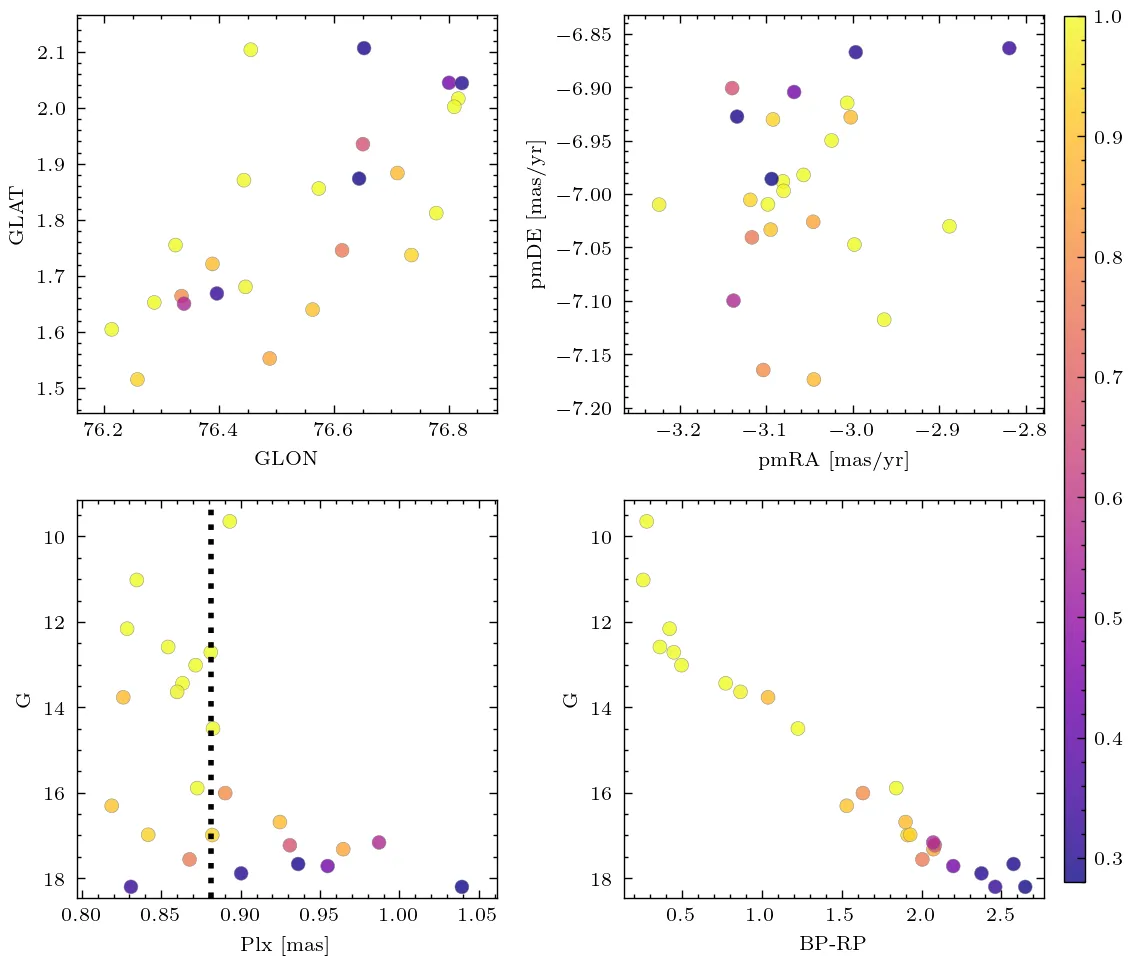 2.1
2.0
1.9
1.8
1.7
1.6
1.5
GLAT
76.2 76.4 76.6 76.8
GLON
−6.85
−6.90
−6.95
−7.00
−7.05
−7.10
−7.15
−7.20
pmDE [mas/yr]
−3.2 −3.1 −3.0 −2.9 −2.8
pmRA [mas/yr]
10
12
14
16
18
G
0.80 0.85 0.90 0.95 1.00 1.05
Plx [mas]
10
12
14
16
18
G
0.5 1.0 1.5 2.0 2.5
BP-RP
1.0
0.9
0.8
0.7
0.6
0.5
0.4
0.3